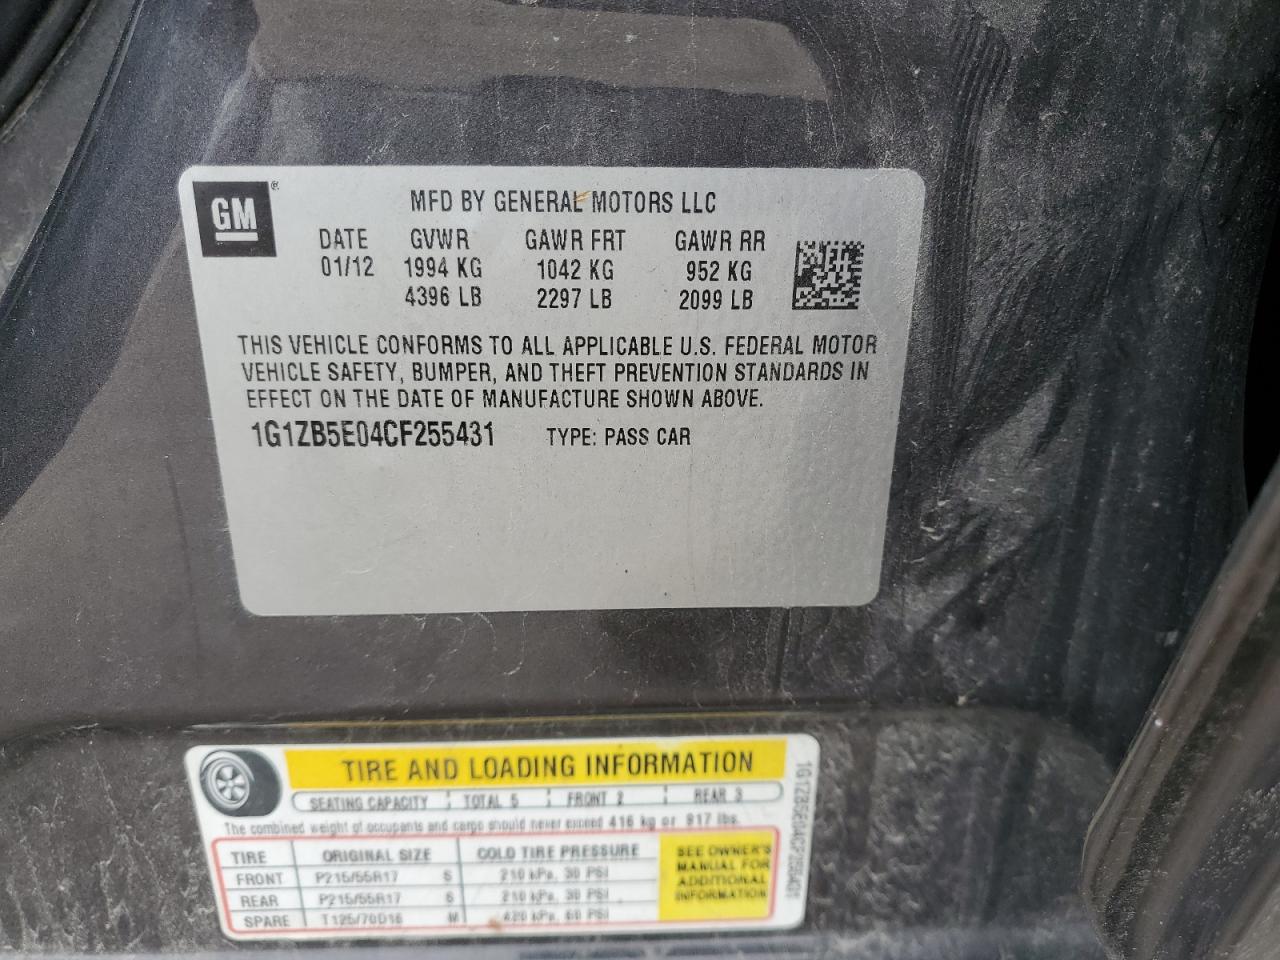 GM®
MFD BY GENERAL MOTORS LLC
DATE GVWR GAWR FRT GAWR RR
01/12 1994 KG 1042 KG 952 KG
4396 LB 2297 LB 2099 LB
THIS VEHICLE CONFORMS TO ALL APPLICABLE U.S. FEDERAL MOTOR
VEHICLE SAFETY, BUMPER, AND THEFT PREVENTION STANDARDS IN
EFFECT ON THE DATE OF MANUFACTURE SHOWN ABOVE.
1G1ZB5E04CF255431 TYPE: PASS CAR
TIRE AND LOADING INFORMATION
SEATING CAPACITY TOTAL 5 FRONT 2 REAR 3
The combined weight of occupants and cargo should never exceed 416 kg or 917 lbs.
TIRE ORIGINAL SIZE COLD TIRE PRESSURE
FRONT P215/55R17 S 210 kPa, 30 PSI
REAR P215/55R17 S 210 kPa, 30 PSI
SPARE T125/70D16 M 420 kPa, 60 PSI
SEE OWNER'S
MANUAL FOR
ADDITIONAL
INFORMATION
1G1ZB5E04CF255431